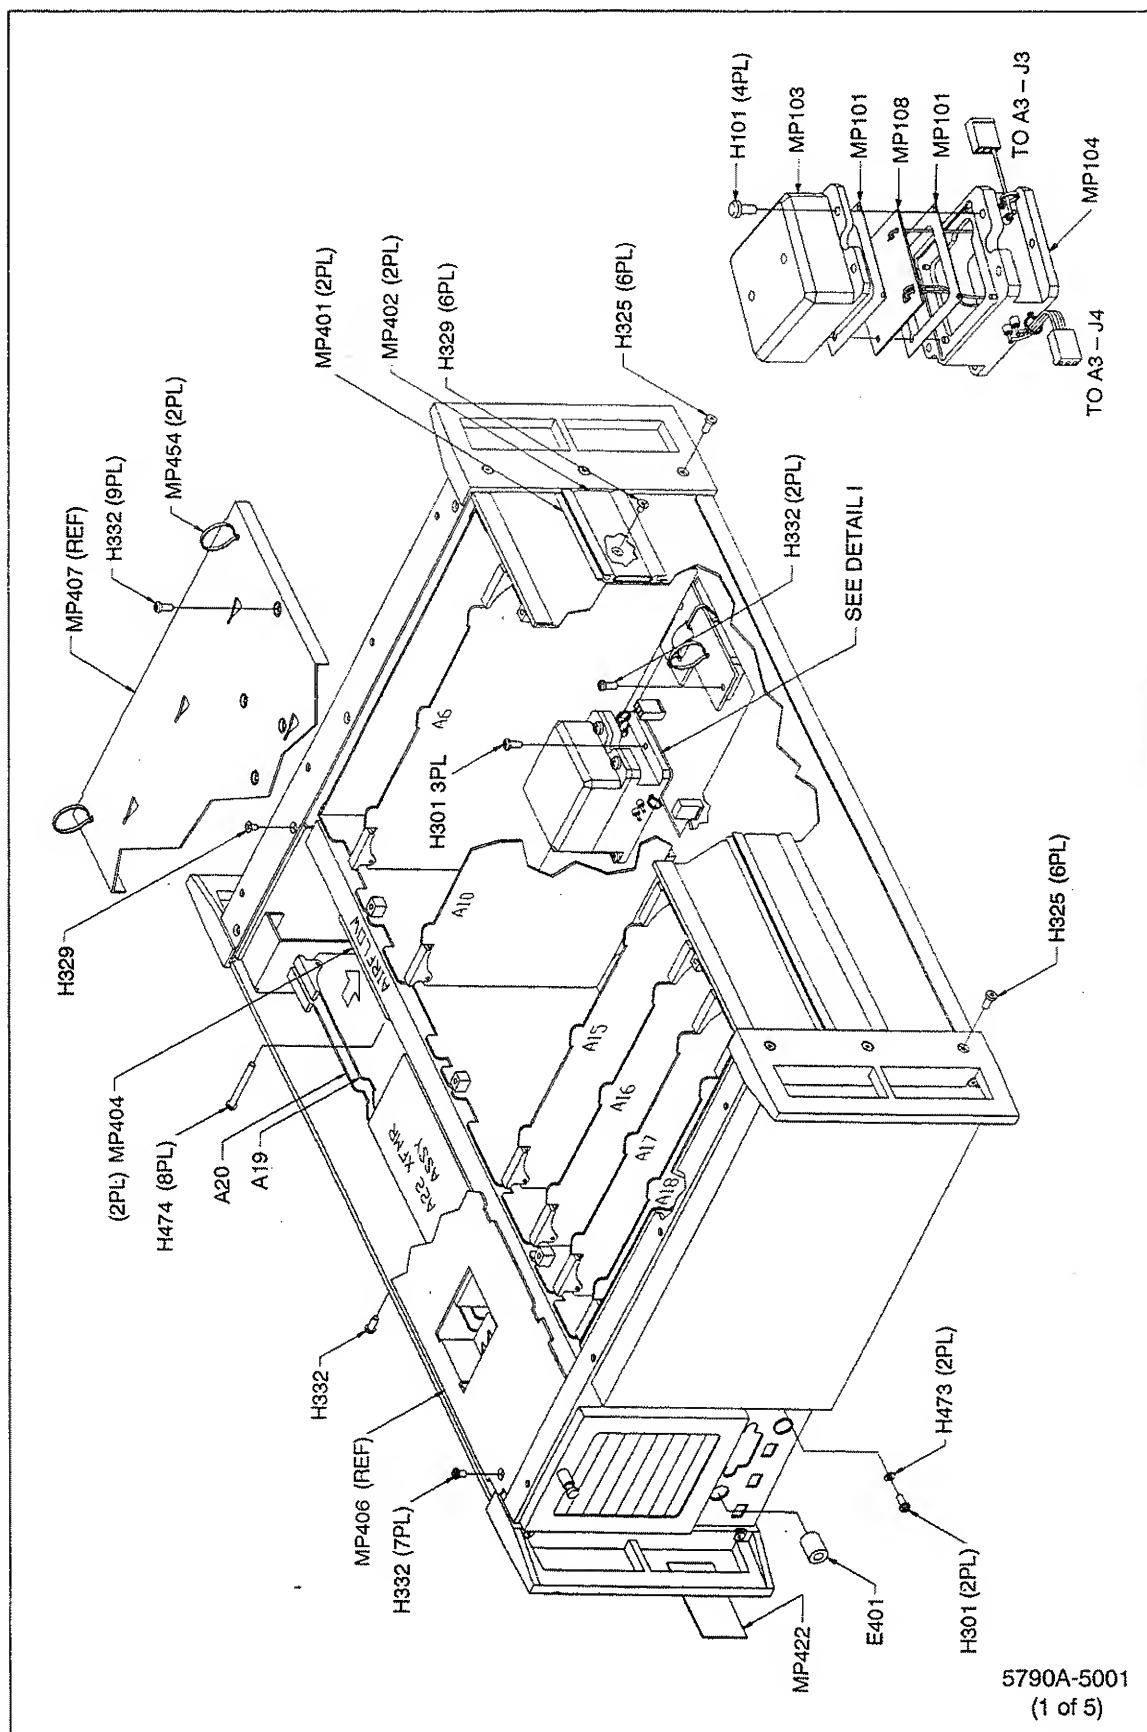 MP407 (REF)
H332 (9PL)
MP454 (2PL)
MP401 (2PL)
MP402 (2PL)
H329 (6PL)
H325 (6PL)
H101 (4PL)
MP103
MP101
MP108
MP101
TO A3 – J3
MP104
TO A3 – J4
H329
(2PL) MP404
H474 (8PL)
A20
A19
AIRFLOW
A22 XFMR
ASSY
A6
A10
A15
A16
A17
A18
H301 3PL
H332 (2PL)
SEE DETAIL I
H325 (6PL)
H332
MP406 (REF)
H332 (7PL)
MP422
E401
H301 (2PL)
H473 (2PL)
5790A-5001
(1 of 5)